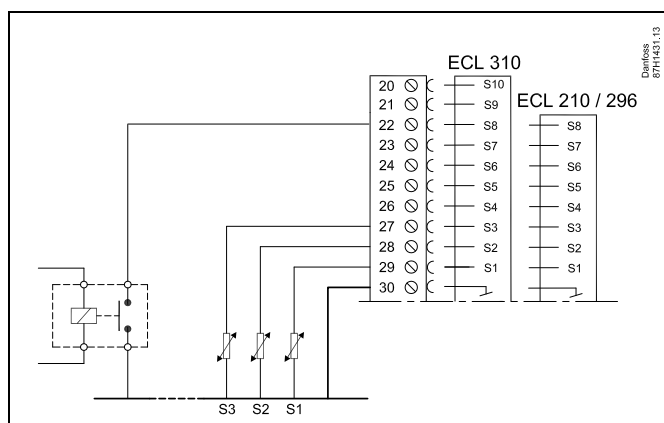 Danfoss
87H1431.13
ECL 310
ECL 210 / 296
20 S10
21 S9
22 S8 S8
23 S7 S7
24 S6 S6
25 S5 S5
26 S4 S4
27 S3 S3
28 S2 S2
29 S1 S1
30
S3 S2 S1